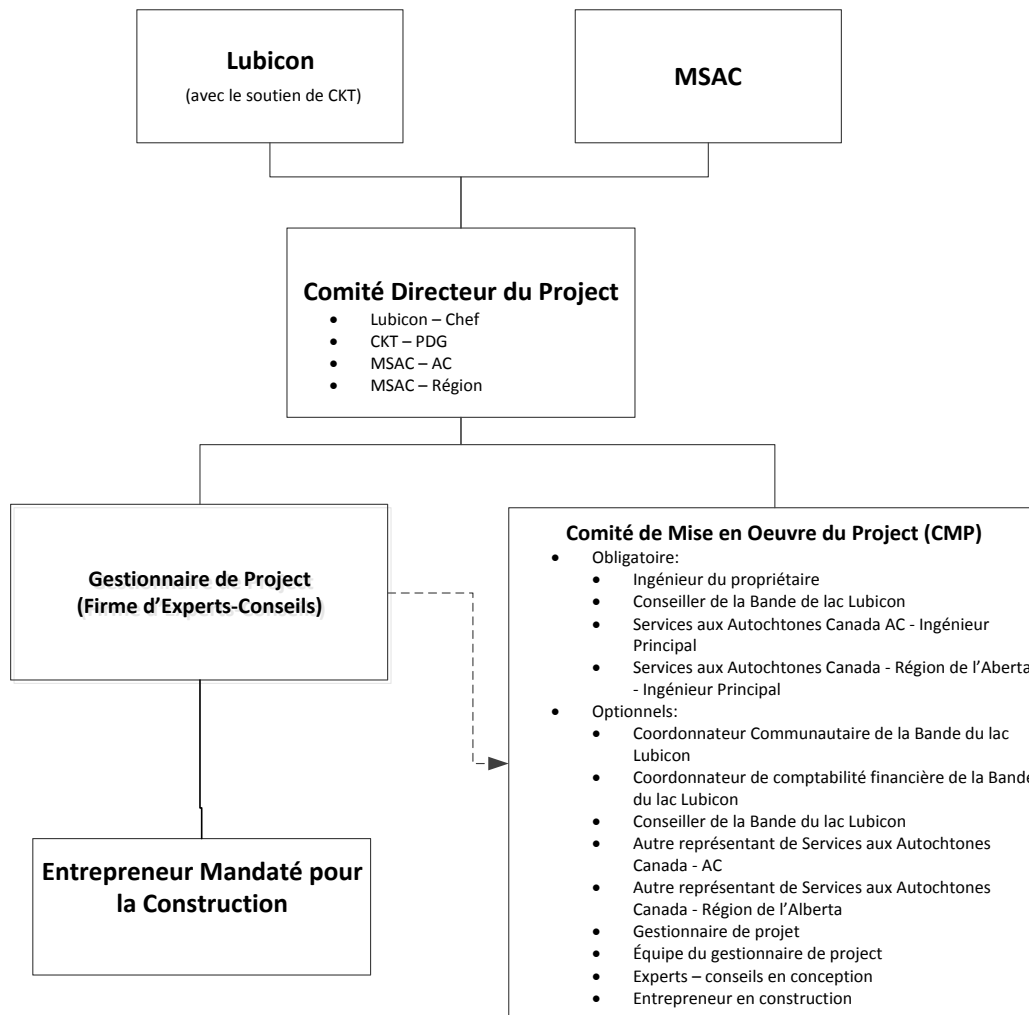 Lubicon
(avec le soutien de CKT)
MSAC
Comité Directeur du Project
• Lubicon – Chef
• CKT – PDG
• MSAC – AC
• MSAC – Région
Gestionnaire de Project
(Firme d’Experts-Conseils)
Comité de Mise en Oeuvre du Project (CMP)
• Obligatoire:
• Ingénieur du propriétaire
• Conseiller de la Bande de lac Lubicon
• Services aux Autochtones Canada AC - Ingénieur
Principal
• Services aux Autochtones Canada - Région de l’Aberta
- Ingénieur Principal
• Optionnels:
• Coordonnateur Communautaire de la Bande du lac
Lubicon
• Coordonnateur de comptabilité financière de la Bande
du lac Lubicon
• Conseiller de la Bande du lac Lubicon
• Autre représentant de Services aux Autochtones
Canada - AC
• Autre représentant de Services aux Autochtones
Canada - Région de l’Alberta
• Gestionnaire de projet
• Équipe du gestionnaire de project
• Experts – conseils en conception
• Entrepreneur en construction
Entrepreneur Mandaté pour
la Construction